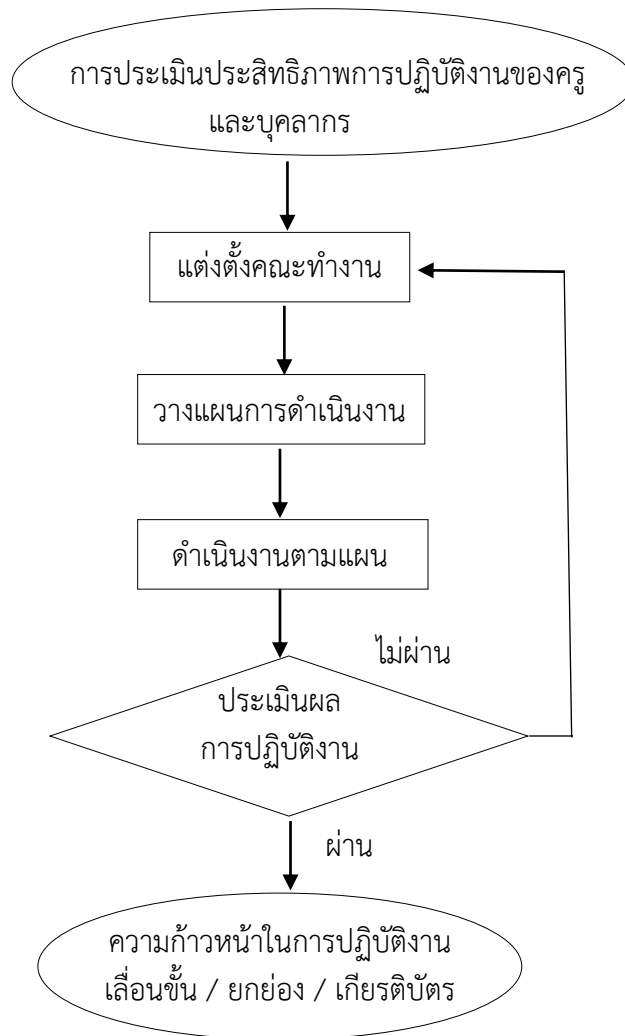 การประเมินประสิทธิภาพการปฏิบัติงานของครู
และบุคลากร
แต่งตั้งคณะทำงาน
วางแผนการดำเนินงาน
ดำเนินงานตามแผน
ไม่ผ่าน
ประเมินผล
การปฏิบัติงาน
ผ่าน
ความก้าวหน้าในการปฏิบัติงาน
เลื่อนขั้น / ยกย่อง / เกียรติบัตร